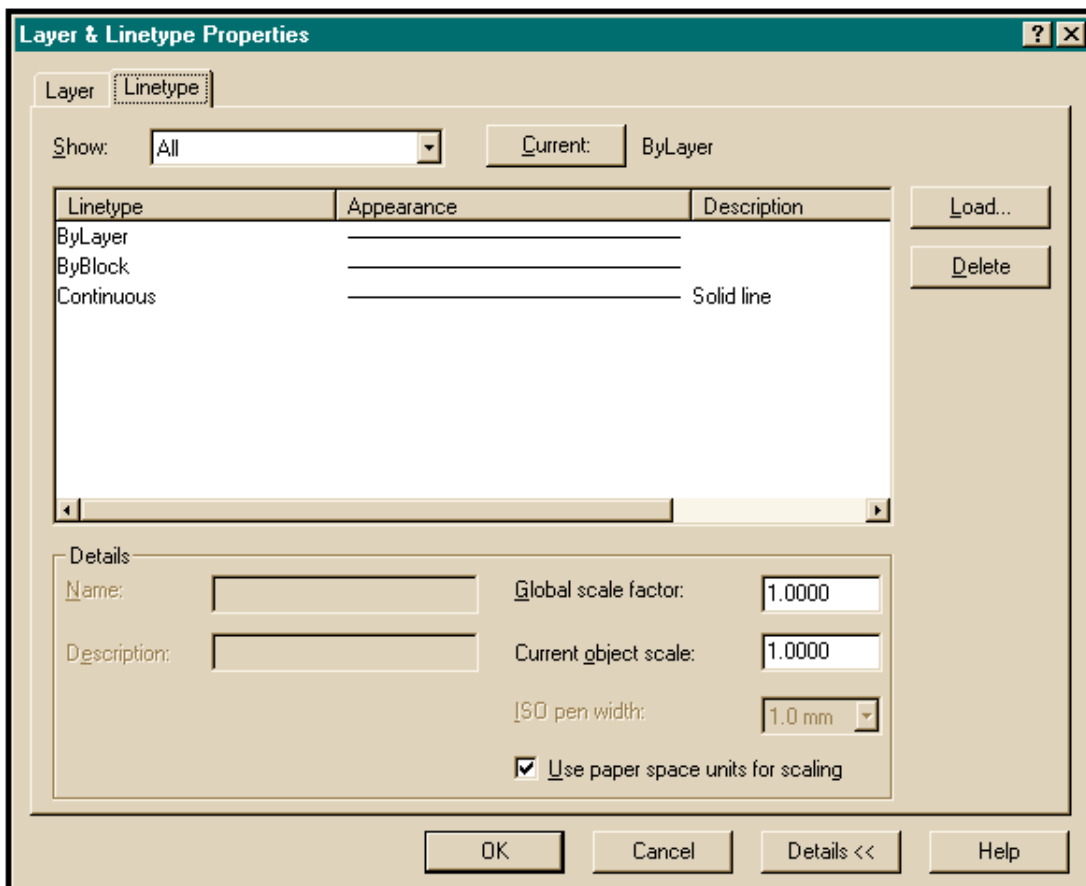 Layer & Linetype Properties
Layer Linetype
Show: All Current: ByLayer
Linetype Appearance Description Load...
ByLayer
ByBlock Delete
Continuous Solid line
Details
Name: Global scale factor: 1.0000
Description: Current object scale: 1.0000
ISO pen width: 1.0 mm
Use paper space units for scaling
OK Cancel Details << Help